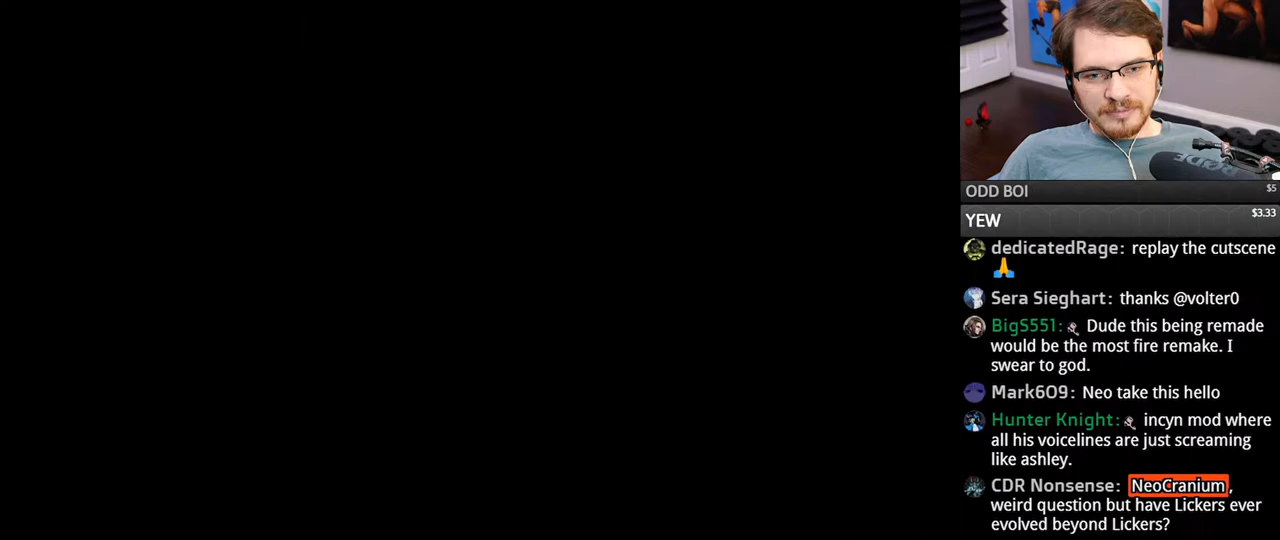 RODE
ODD BOI $5
YEW $3.33
dedicatedRage: replay the cutscene
🙏
Sera Sieghart: thanks @volter0
BigS551: Dude this being remade
would be the most fire remake. I
swear to god.
Mark609: Neo take this hello
Hunter Knight: incyn mod where
all his voicelines are just screaming
like ashley.
CDR Nonsense: NeoCranium,
weird question but have Lickers ever
evolved beyond Lickers?